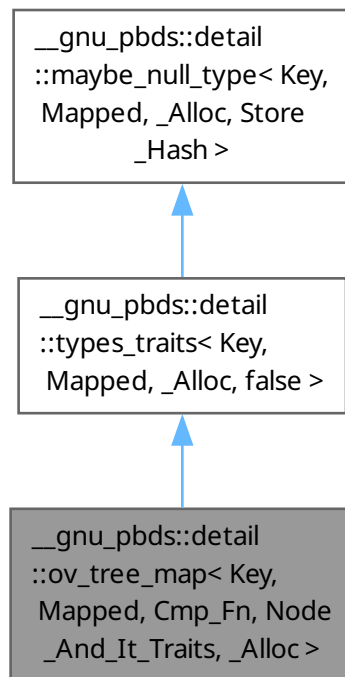 __gnu_pbds::detail
::maybe_null_type< Key,
Mapped, _Alloc, Store
_Hash >
__gnu_pbds::detail
::types_traits< Key,
Mapped, _Alloc, false >
__gnu_pbds::detail
::ov_tree_map< Key,
Mapped, Cmp_Fn, Node
_And_It_Traits, _Alloc >